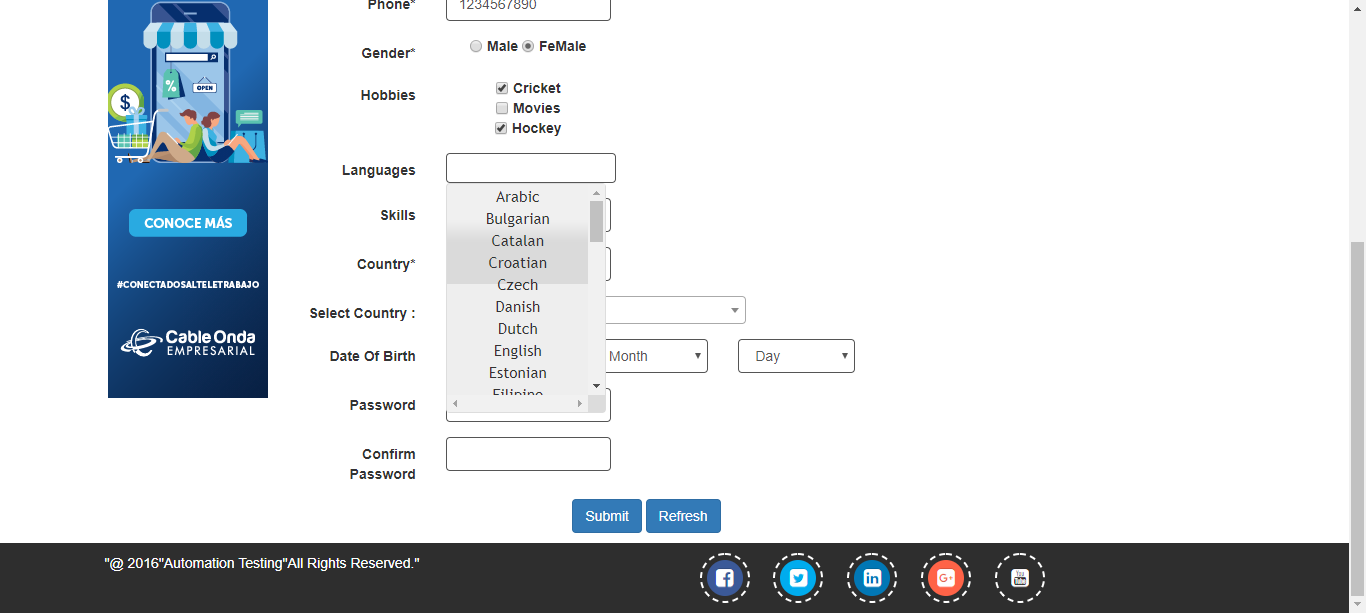 Phone*
1234567890
Gender*
Male
FeMale
Hobbies
Cricket
Movies
Hockey
Languages
Arabic
Bulgarian
Catalan
Croatian
Czech
Danish
Dutch
English
Estonian
Filipino
Skills
Country*
Select Country :
Date Of Birth
Month
Day
Password
Confirm
Password
Submit
Refresh
%
OPEN
$
CONOCE MÁS
#CONECTADOSALTELETRABAJO
Cable Onda
EMPRESARIAL
"@ 2016"Automation Testing"All Rights Reserved."
f
in
G+
You
Tube